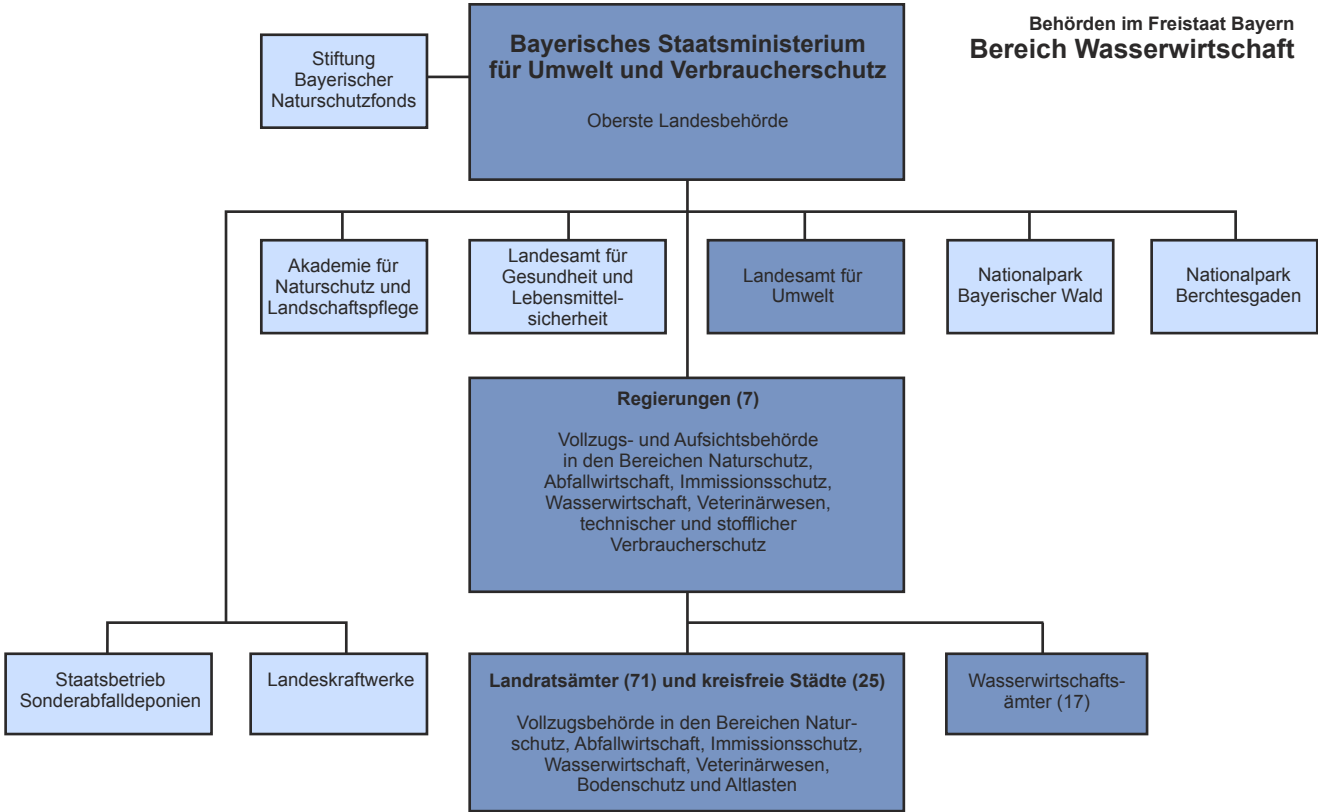 Behörden im Freistaat Bayern
Bereich Wasserwirtschaft
Bayerisches Staatsministerium
für Umwelt und Verbraucherschutz
Oberste Landesbehörde
Stiftung
Bayerischer
Naturschutzfonds
Akademie für
Naturschutz und
Landschaftspflege
Landesamt für
Gesundheit und
Lebensmittel-
sicherheit
Landesamt für
Umwelt
Nationalpark
Bayerischer Wald
Nationalpark
Berchtesgaden
Regierungen (7)
Vollzugs- und Aufsichtsbehörde
in den Bereichen Naturschutz,
Abfallwirtschaft, Immissionsschutz,
Wasserwirtschaft, Veterinärwesen,
technischer und stofflicher
Verbraucherschutz
Staatsbetrieb
Sonderabfalldeponien
Landeskraftwerke
Landratsämter (71) und kreisfreie Städte (25)
Vollzugsbehörde in den Bereichen Natur-
schutz, Abfallwirtschaft, Immissionsschutz,
Wasserwirtschaft, Veterinärwesen,
Bodenschutz und Altlasten
Wasserwirtschafts-
ämter (17)